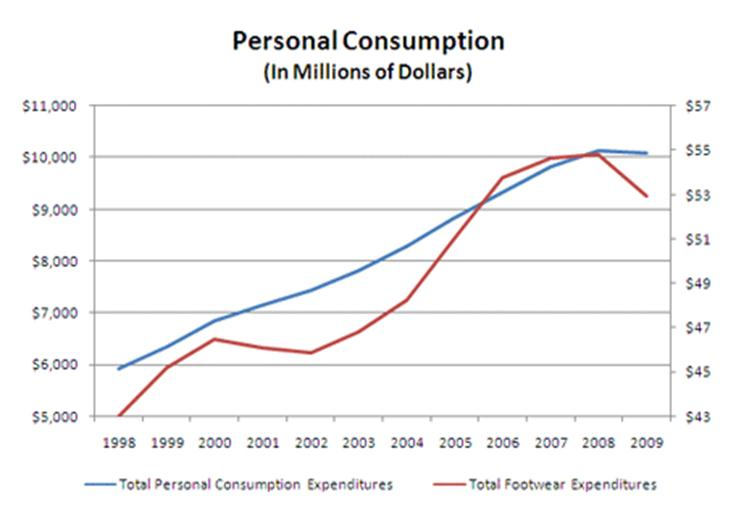 Personal Consumption
(In Millions of Dollars)
$11,000 $57
$10,000 $55
$9,000 $53
$8,000 $51
$7,000 $49
$6,000 $47
$5,000 $45
$43
1998 1999 2000 2001 2002 2003 2004 2005 2006 2007 2008 2009
Total Personal Consumption Expenditures Total Footwear Expenditures